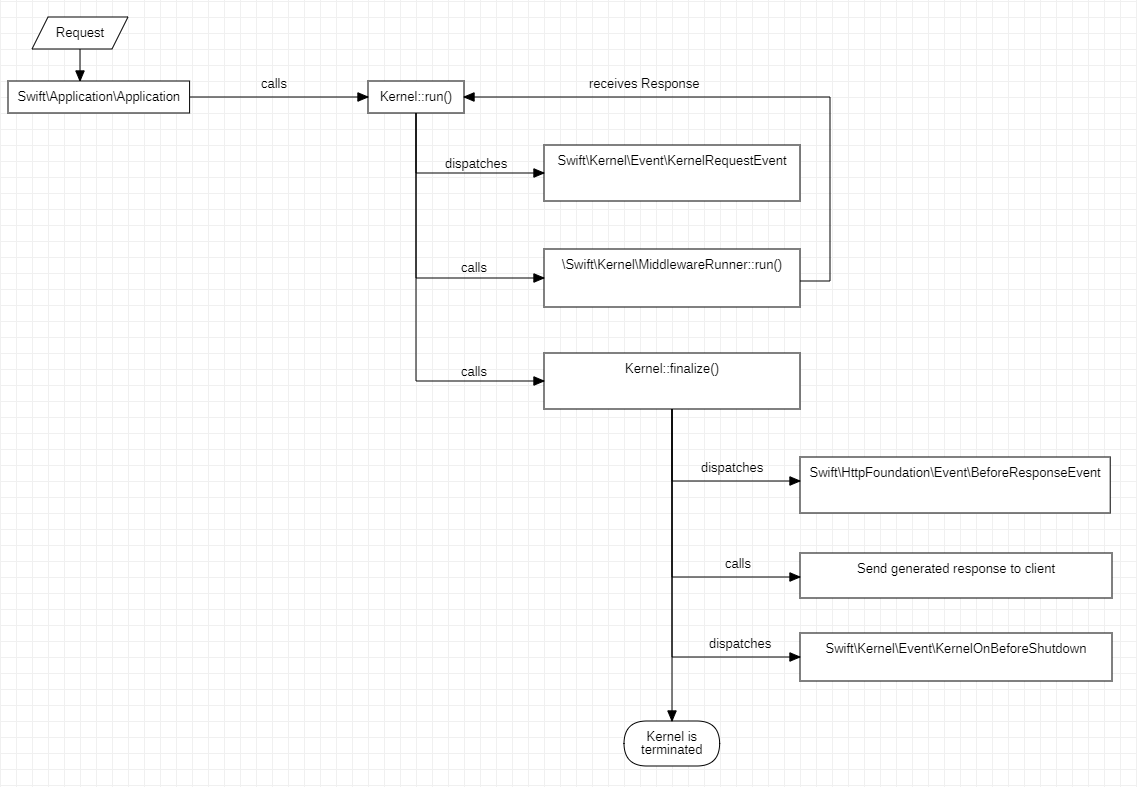 Request
Swift\Application\Application
calls
Kernel::run()
receives Response
dispatches
Swift\Kernel\Event\KernelRequestEvent
calls
\Swift\Kernel\MiddlewareRunner::run()
calls
Kernel::finalize()
dispatches
Swift\HttpFoundation\Event\BeforeResponseEvent
calls
Send generated response to client
dispatches
Swift\Kernel\Event\KernelOnBeforeShutdown
Kernel is
terminated